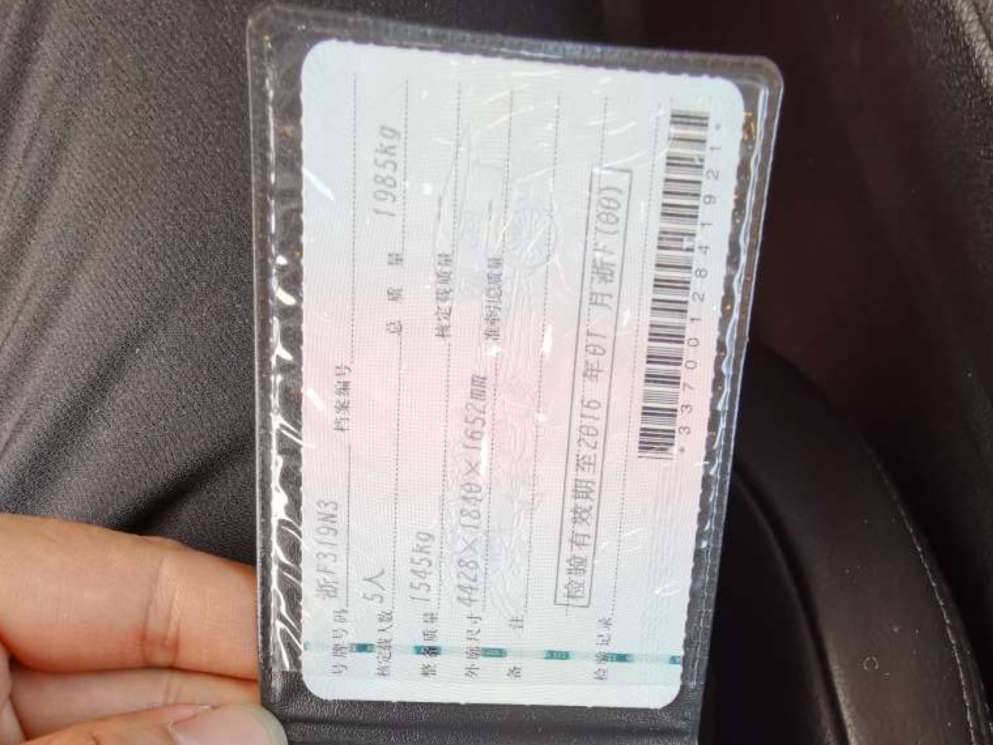 号牌号码 浙F319N3 档案编号
核定载人数 5人 总质量 1985kg
整备质量 1545kg 核定载质量
外廓尺寸 4428×1840×1652mm 准牵引总质量
备注
检验有效期至2016年01月浙F(00)
检验记录
*3370012841921*